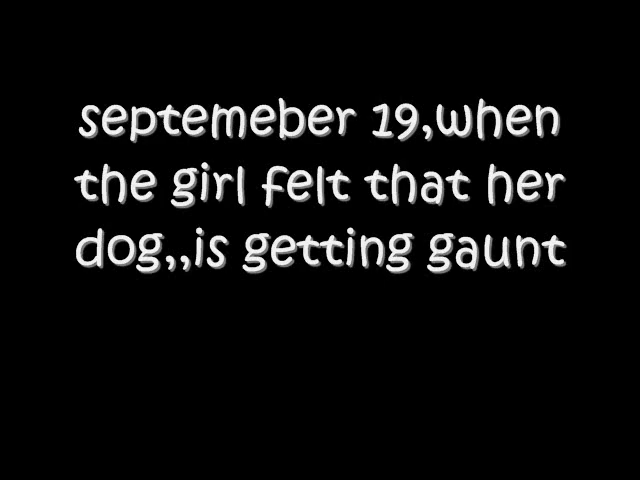 septemeber 19,when
the girl felt that her
dog,,is getting gaunt